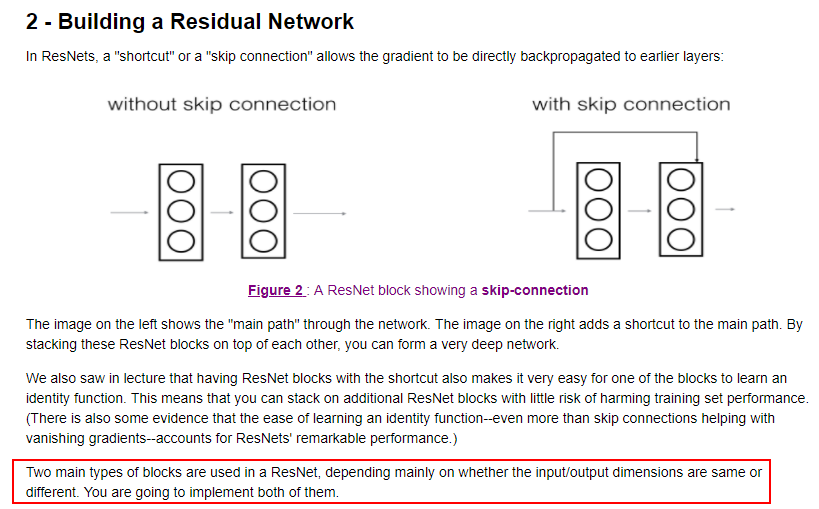 2 - Building a Residual Network
In ResNets, a "shortcut" or a "skip connection" allows the gradient to be directly backpropagated to earlier layers:
without skip connection
with skip connection
Figure 2 : A ResNet block showing a skip-connection
The image on the left shows the "main path" through the network. The image on the right adds a shortcut to the main path. By
stacking these ResNet blocks on top of each other, you can form a very deep network.
We also saw in lecture that having ResNet blocks with the shortcut also makes it very easy for one of the blocks to learn an
identity function. This means that you can stack on additional ResNet blocks with little risk of harming training set performance.
(There is also some evidence that the ease of learning an identity function--even more than skip connections helping with
vanishing gradients--accounts for ResNets' remarkable performance.)
Two main types of blocks are used in a ResNet, depending mainly on whether the input/output dimensions are same or
different. You are going to implement both of them.